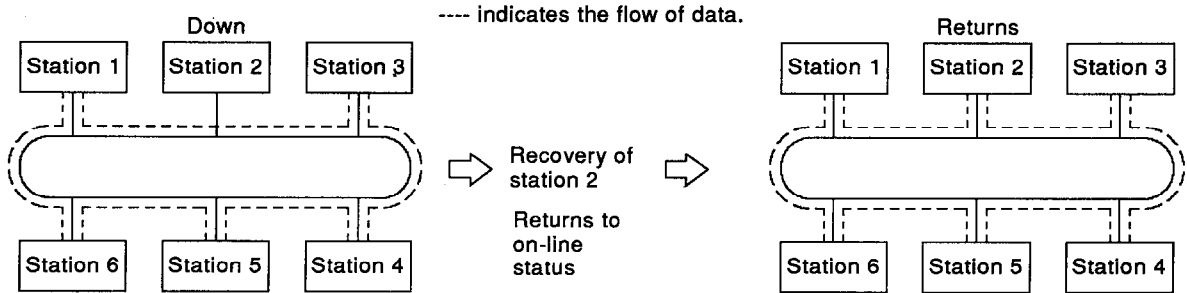 ---- indicates the flow of data.
Down
Station 1 Station 2 Station 3
Station 6 Station 5 Station 4
Recovery of
station 2
Returns to
on-line
status
Returns
Station 1 Station 2 Station 3
Station 6 Station 5 Station 4